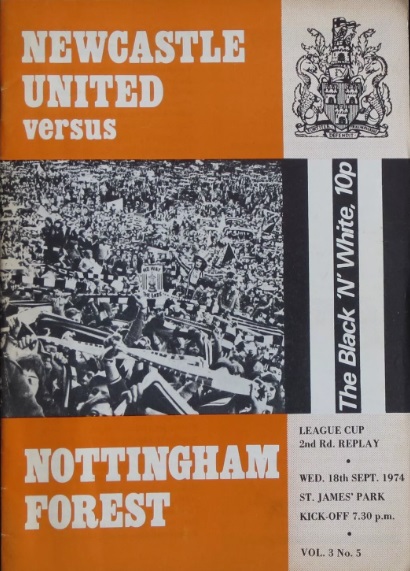 NEWCASTLE
UNITED
versus
The Black 'N' White, 10p
NOTTINGHAM
FOREST
LEAGUE CUP
2nd Rd. REPLAY
WED. 18th SEPT. 1974
ST. JAMES' PARK
KICK-OFF 7.30 p.m.
VOL. 3 No. 5